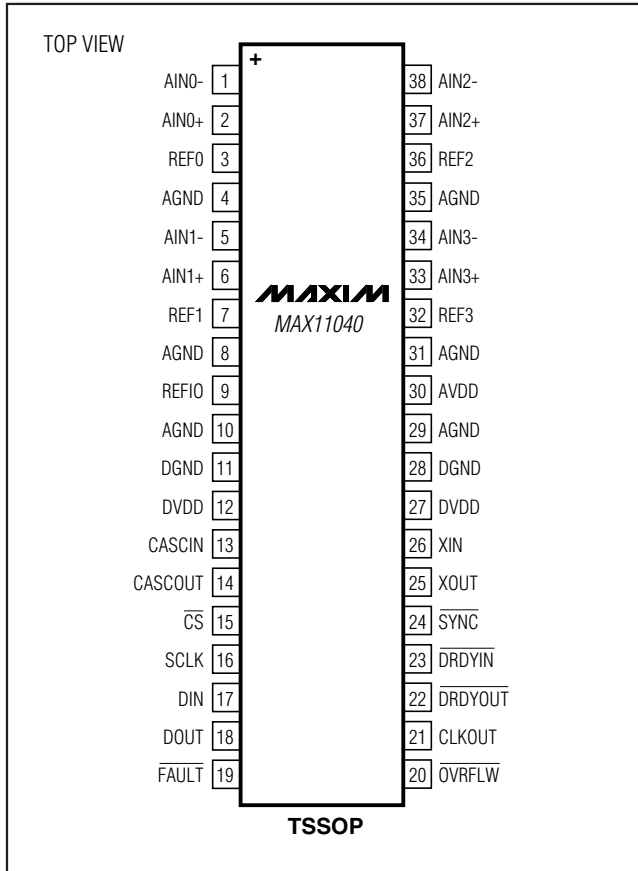 TOP VIEW
+
AIN0- 1
AIN0+ 2
REF0 3
AGND 4
AIN1- 5
AIN1+ 6
REF1 7
AGND 8
REFIO 9
AGND 10
DGND 11
DVDD 12
CASCIN 13
CASCOUT 14
CS 15
SCLK 16
DIN 17
DOUT 18
FAULT 19
MAXIM
MAX11040
38 AIN2-
37 AIN2+
36 REF2
35 AGND
34 AIN3-
33 AIN3+
32 REF3
31 AGND
30 AVDD
29 AGND
28 DGND
27 DVDD
26 XIN
25 XOUT
24 SYNC
23 DRDYIN
22 DRDYOUT
21 CLKOUT
20 OVRFLW
TSSOP